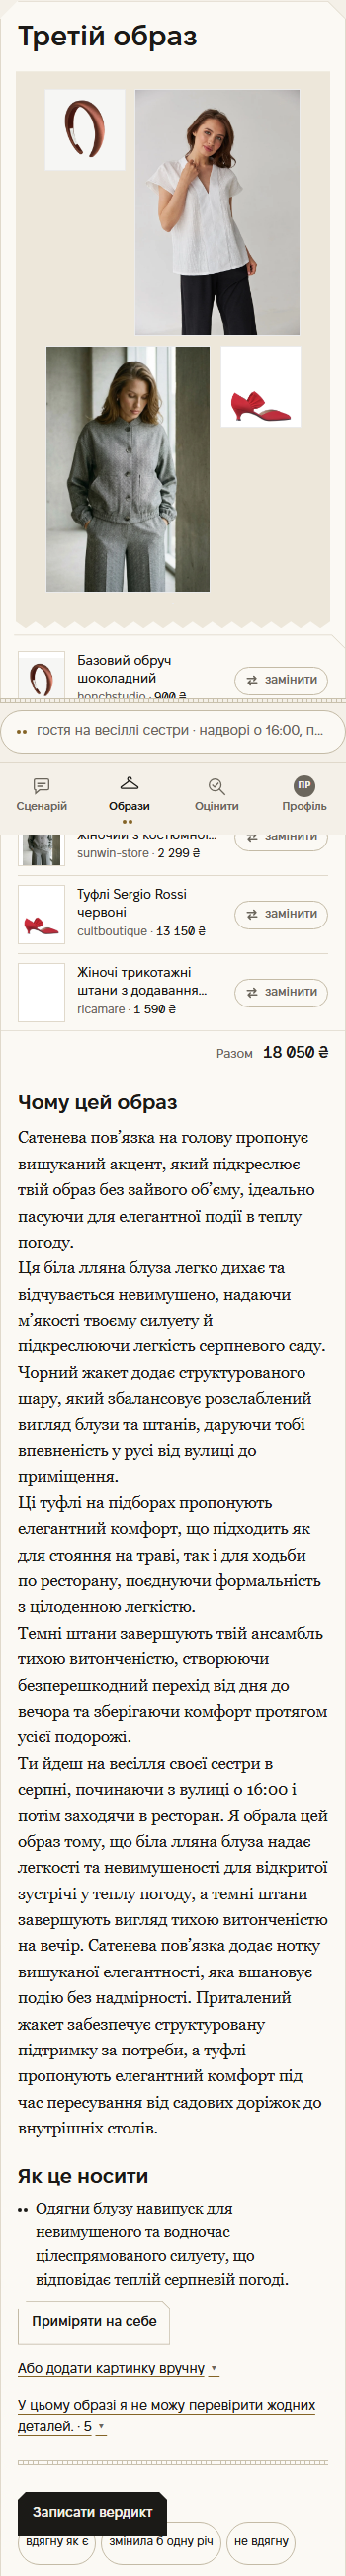 Третій образ
Базовий обруч
шоколадний
honchstudio · 900 ₴
замінити
гостя на весіллі сестри · надворі о 16:00, п...
Сценарій
Образи
Оцінити
ПР
Профіль
жіночий з костюмної...
sunwin-store · 2 299 ₴
замінити
Туфлі Sergio Rossi
червоні
cultboutique · 13 150 ₴
замінити
Жіночі трикотажні
штани з додавання...
ricamare · 1 590 ₴
замінити
Разом 18 050 ₴
Чому цей образ
Сатенева пов’язка на голову пропонує
вишуканий акцент, який підкреслює
твій образ без зайвого об’єму, ідеально
пасуючи для елегантної події в теплу
погоду.
Ця біла лляна блуза легко дихає та
відчувається невимушено, надаючи
м’якості твоєму силуету й
підкреслюючи легкість серпневого саду.
Чорний жакет додає структурованого
шару, який збалансовує розслаблений
вигляд блузи та штанів, даруючи тобі
впевненість у русі від вулиці до
приміщення.
Ці туфлі на підборах пропонують
елегантний комфорт, що підходить як
для стояння на траві, так і для ходьби
по ресторану, поєднуючи формальність
з цілоденною легкістю.
Темні штани завершують твій ансамбль
тихою витонченістю, створюючи
безперешкодний перехід від дня до
вечора та зберігаючи комфорт протягом
усієї подорожі.
Ти йдеш на весілля своєї сестри в
серпні, починаючи з вулиці о 16:00 і
потім заходячи в ресторан. Я обрала цей
образ тому, що біла лляна блуза надає
легкості та невимушеності для відкритої
зустрічі у теплу погоду, а темні штани
завершують вигляд тихою витонченістю
на вечір. Сатенева пов’язка додає нотку
вишуканої елегантності, яка вшановує
подію без надмірності. Приталений
жакет забезпечує структуровану
підтримку за потреби, а туфлі
пропонують елегантний комфорт під
час пересування від садових доріжок до
внутрішніх столів.
Як це носити
Одягни блузу навипуск для
невимушеного та водночас
цілеспрямованого силуету, що
відповідає теплій серпневій погоді.
Приміряти на себе
Або додати картинку вручну
У цьому образі я не можу перевірити жодних
деталей. · 5
Записати вердикт
вдягну як є
змінила б одну річ
не вдягну